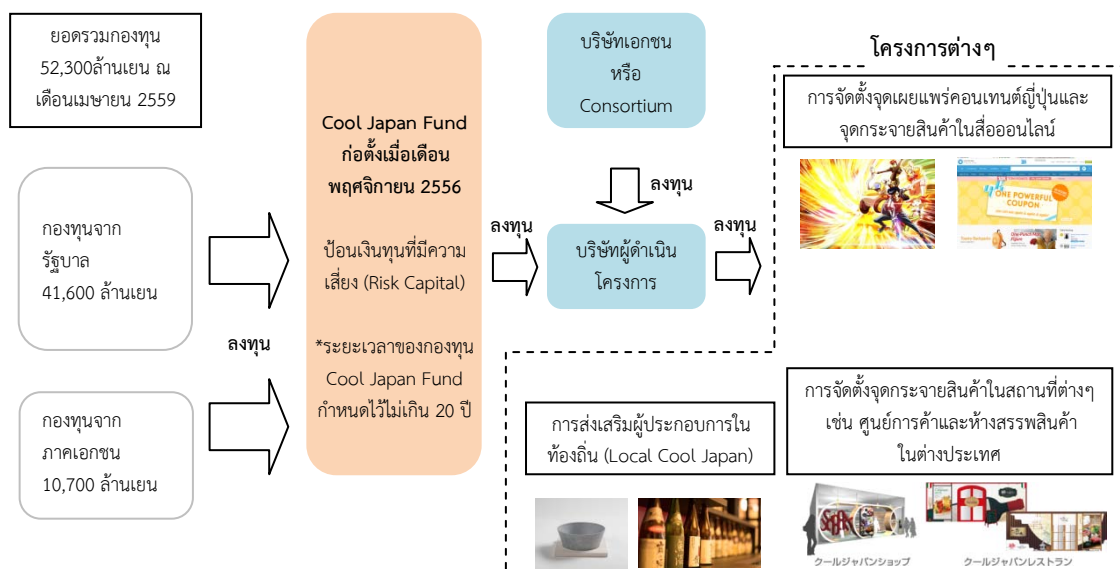 ยอดรวมกองทุน
52,300ล้านเยน ณ
เดือนเมษายน 2559
กองทุนจาก
รัฐบาล
41,600 ล้านเยน
กองทุนจาก
ภาคเอกชน
10,700 ล้านเยน
ลงทุน
Cool Japan Fund
ก่อตั้งเมื่อเดือน
พฤศจิกายน 2556
ป้อนเงินทุนที่มีความ
เสี่ยง (Risk Capital)
*ระยะเวลาของกองทุน
Cool Japan Fund
กำหนดไว้ไม่เกิน 20 ปี
ลงทุน
บริษัทเอกชน
หรือ
Consortium
ลงทุน
บริษัทผู้ดำเนิน
โครงการ
ลงทุน
โครงการต่างๆ
การจัดตั้งจุดเผยแพร่คอนเทนต์ญี่ปุ่นและ
จุดกระจายสินค้าในสื่อออนไลน์
ONE POWERFUL
COUPON
การส่งเสริมผู้ประกอบการใน
ท้องถิ่น (Local Cool Japan)
การจัดตั้งจุดกระจายสินค้าในสถานที่ต่างๆ
เช่น ศูนย์การค้าและห้างสรรพสินค้า
ในต่างประเทศ
クールジャパンショップ
クールジャパンレストラン